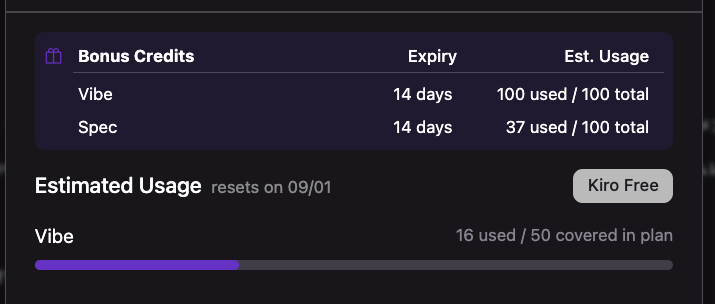 Bonus Credits Expiry Est. Usage
Vibe 14 days 100 used / 100 total
Spec 14 days 37 used / 100 total
Estimated Usage resets on 09/01 Kiro Free
Vibe 16 used / 50 covered in plan